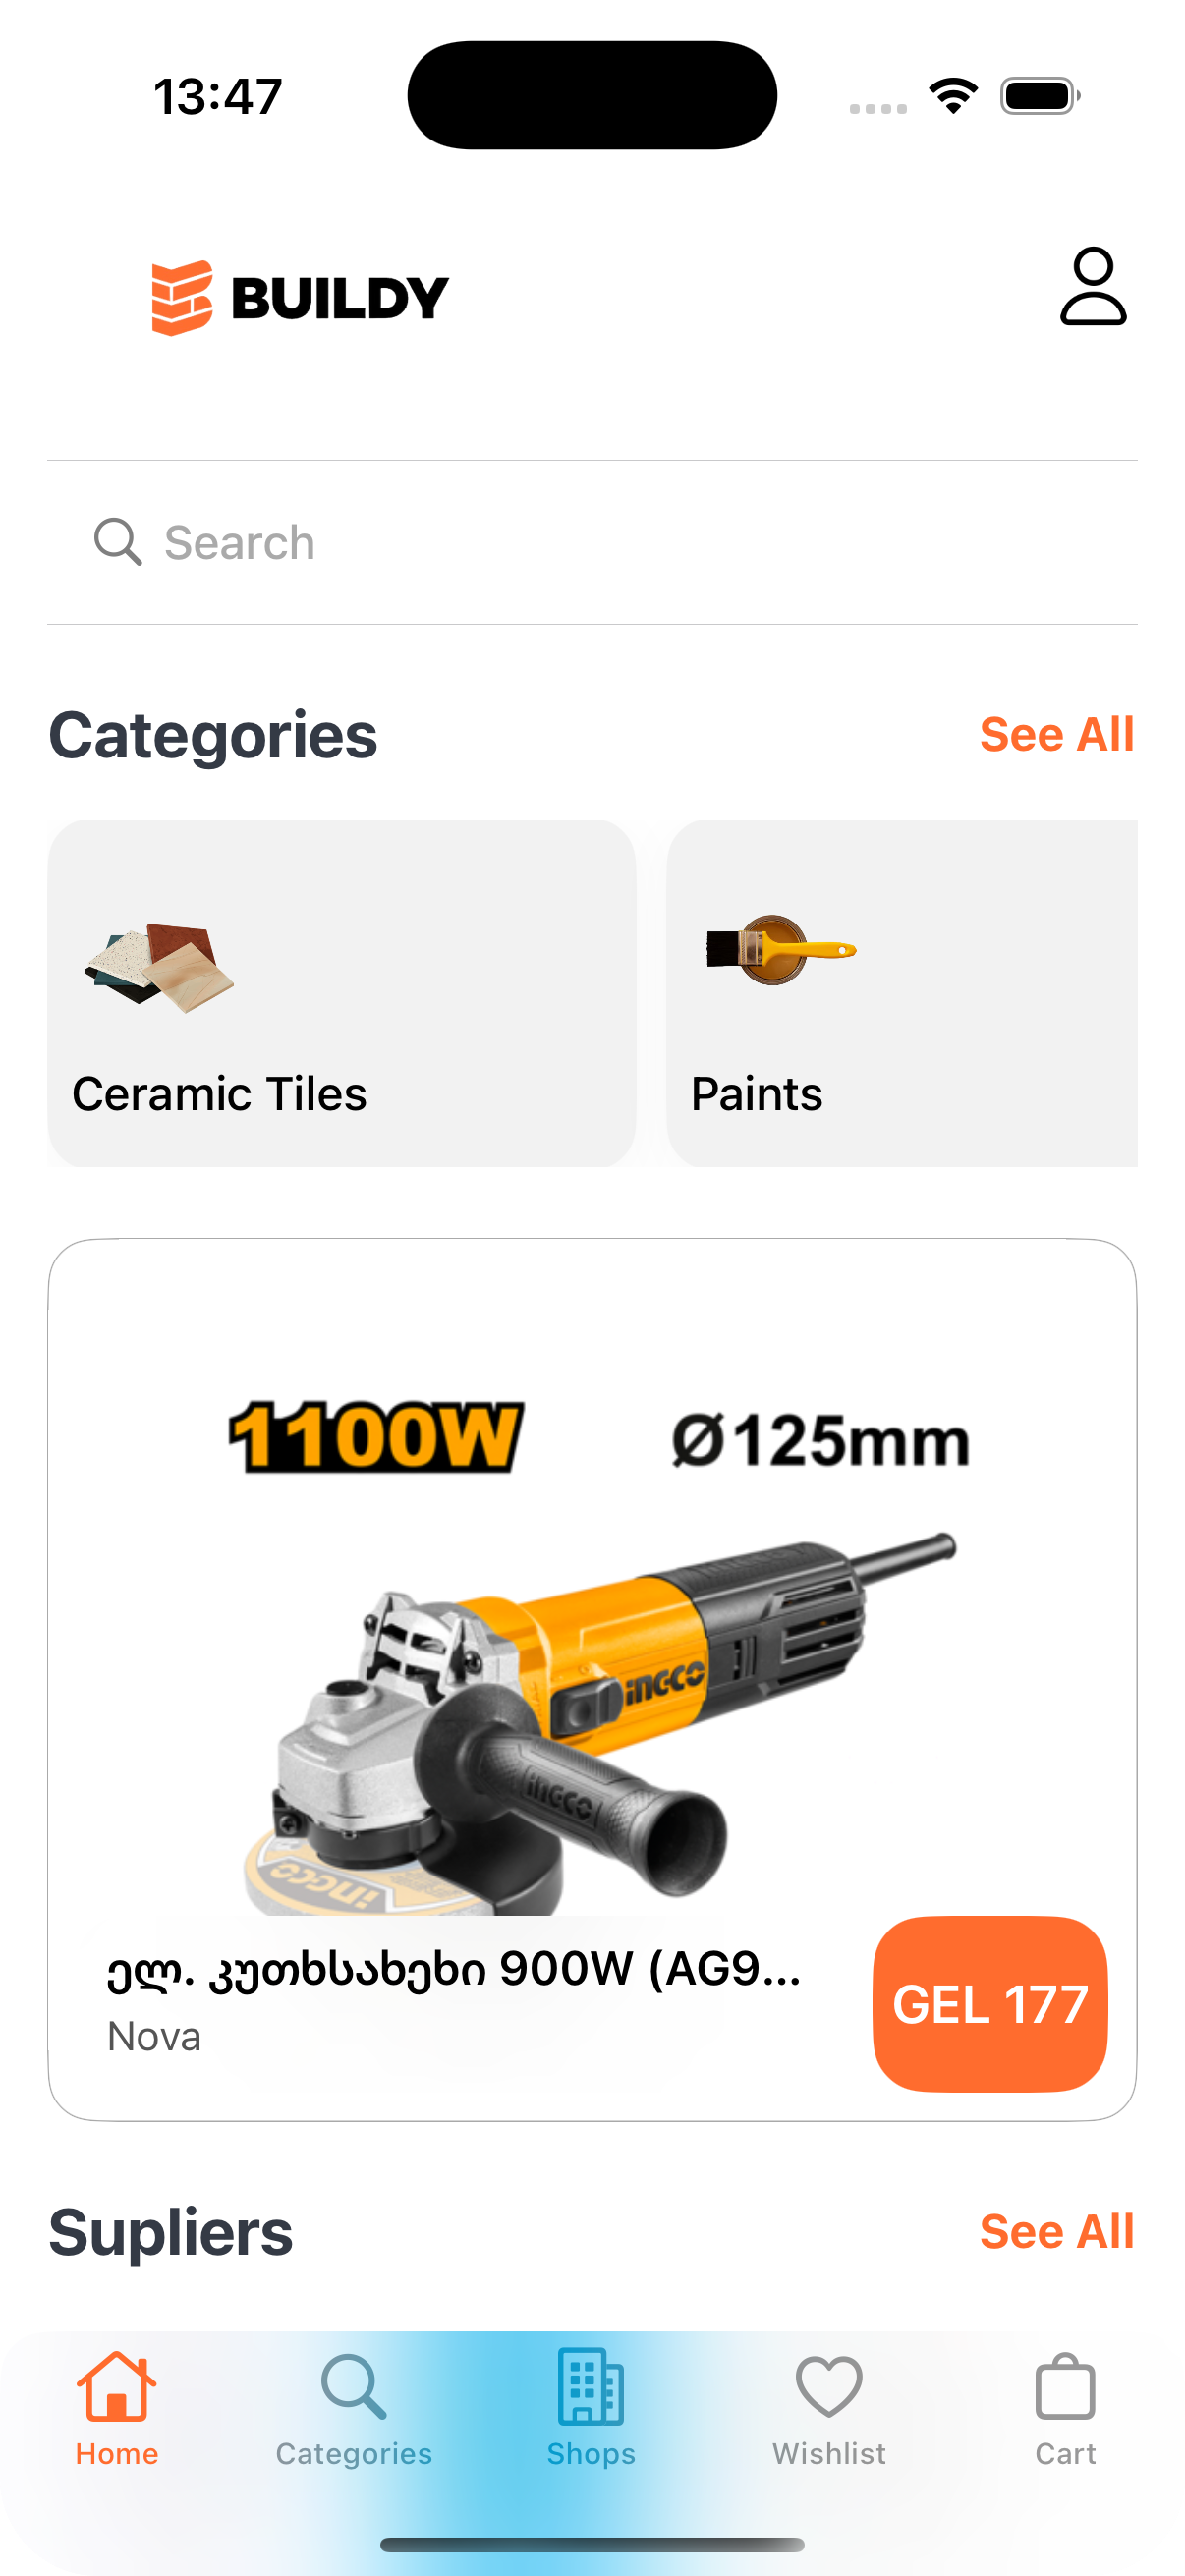 13:47
BUILDY
Search
Categories
See All
Ceramic Tiles
Paints
1100W
Ø125mm
INGCO
INGCO
INGCO
ელ. კუთხსახეხი 900W (AG9...
Nova
GEL 177
Supliers
See All
Home
Categories
Shops
Wishlist
Cart